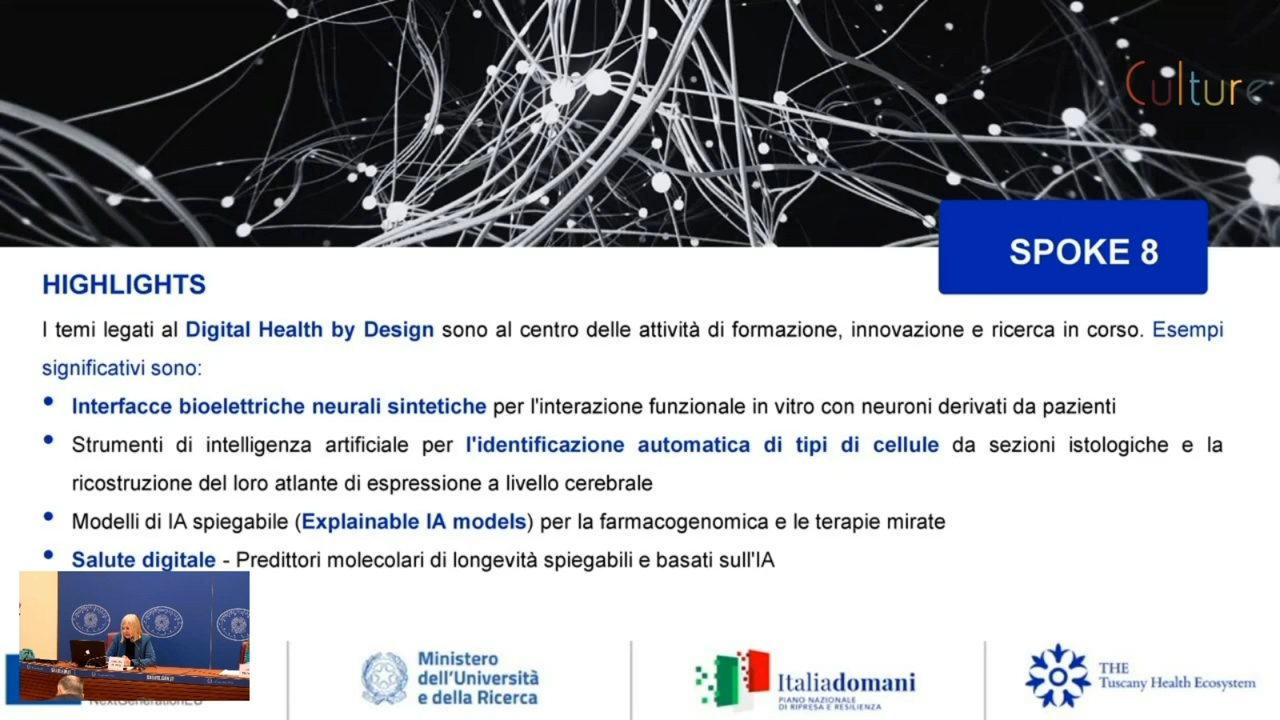 Culture
SPOKE 8
HIGHLIGHTS
I temi legati al Digital Health by Design sono al centro delle attività di formazione, innovazione e ricerca in corso. Esempi
significativi sono:
• Interfacce bioelettriche neurali sintetiche per l'interazione funzionale in vitro con neuroni derivati da pazienti
• Strumenti di intelligenza artificiale per l'identificazione automatica di tipi di cellule da sezioni istologiche e la
ricostruzione del loro atlante di espressione a livello cerebrale
• Modelli di IA spiegabile (Explainable IA models) per la farmacogenomica e le terapie mirate
• Salute digitale - Predittori molecolari di longevità spiegabili e basati sull'IA
NextGenerationEU
Ministero
dell'Università
e della Ricerca
Italiadomani
PIANO NAZIONALE
DI RIPRESA E RESILIENZA
THE
Tuscany Health Ecosystem